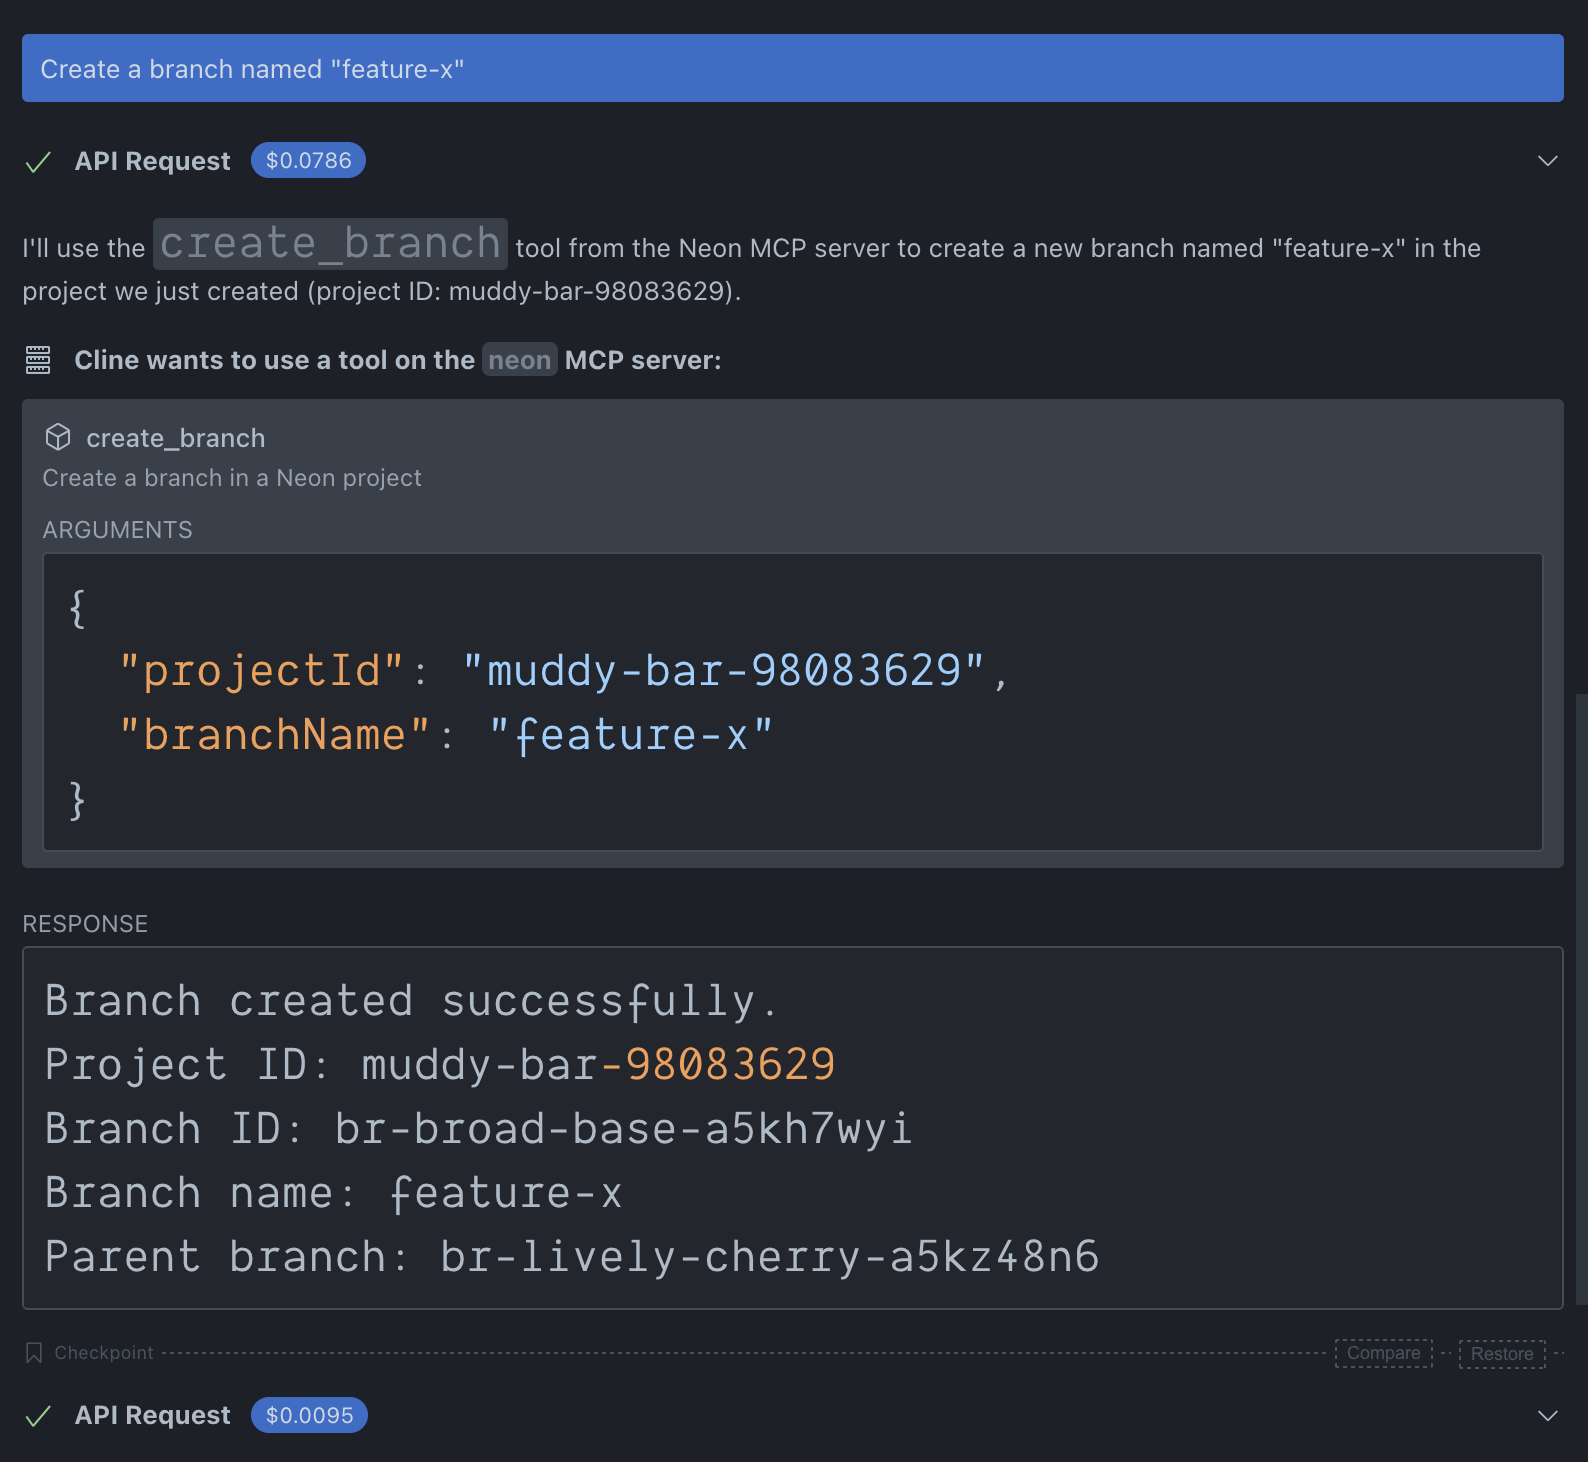 Create a branch named "feature-x"
API Request $0.0786
I'll use the create_branch tool from the Neon MCP server to create a new branch named "feature-x" in the
project we just created (project ID: muddy-bar-98083629).
Cline wants to use a tool on the neon MCP server:
create_branch
Create a branch in a Neon project
ARGUMENTS
{
  "projectId": "muddy-bar-98083629",
  "branchName": "feature-x"
}
RESPONSE
Branch created successfully.
Project ID: muddy-bar-98083629
Branch ID: br-broad-base-a5kh7wyi
Branch name: feature-x
Parent branch: br-lively-cherry-a5kz48n6
Checkpoint Compare Restore
API Request $0.0095